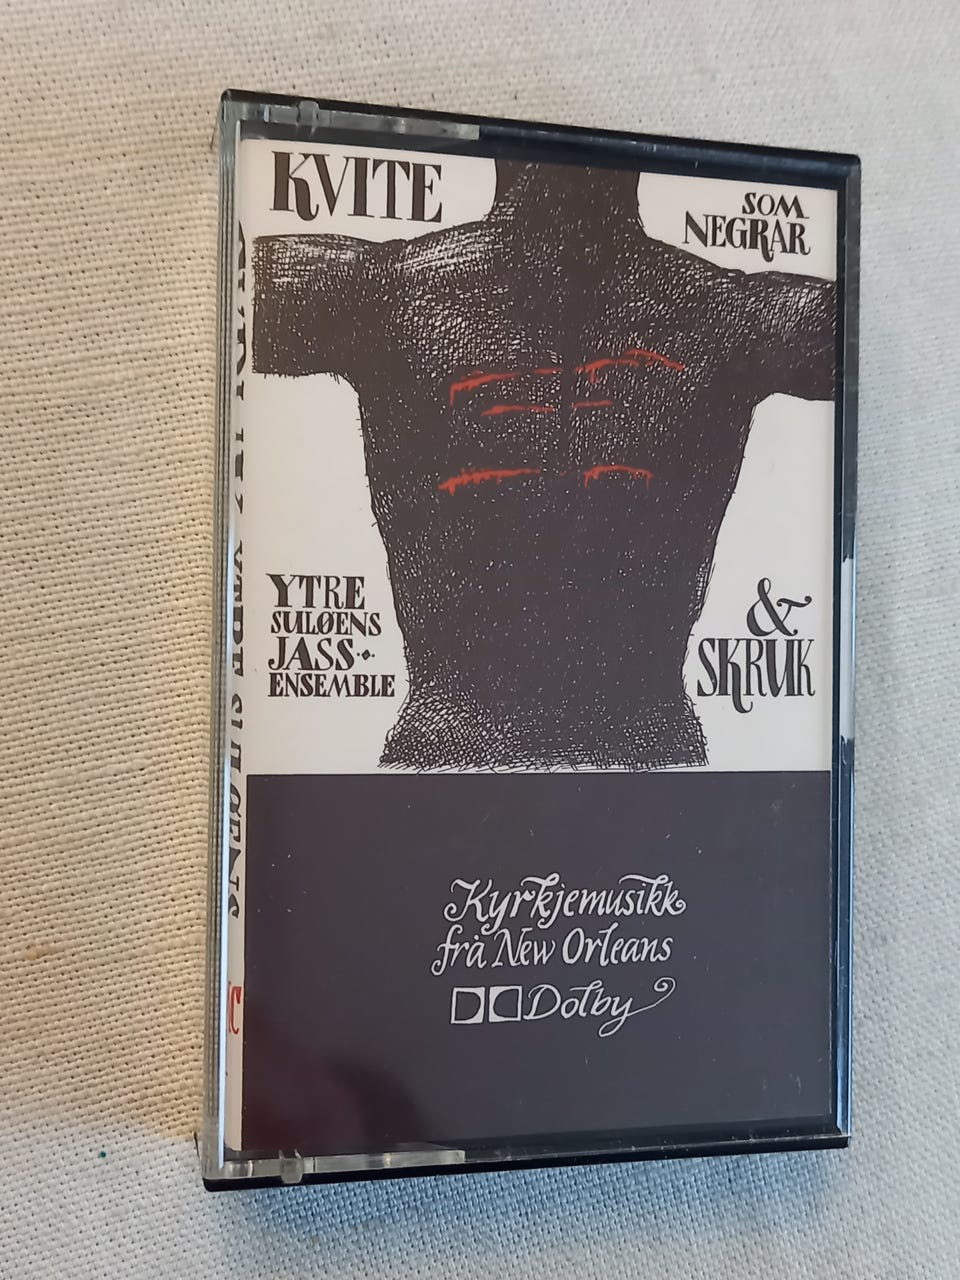 KVITE
SOM
NEGRAR
YTRE
SULØENS
JASS
ENSEMBLE
&
SKRUK
Kyrkjemusikk
frå New Orleans
Dolby